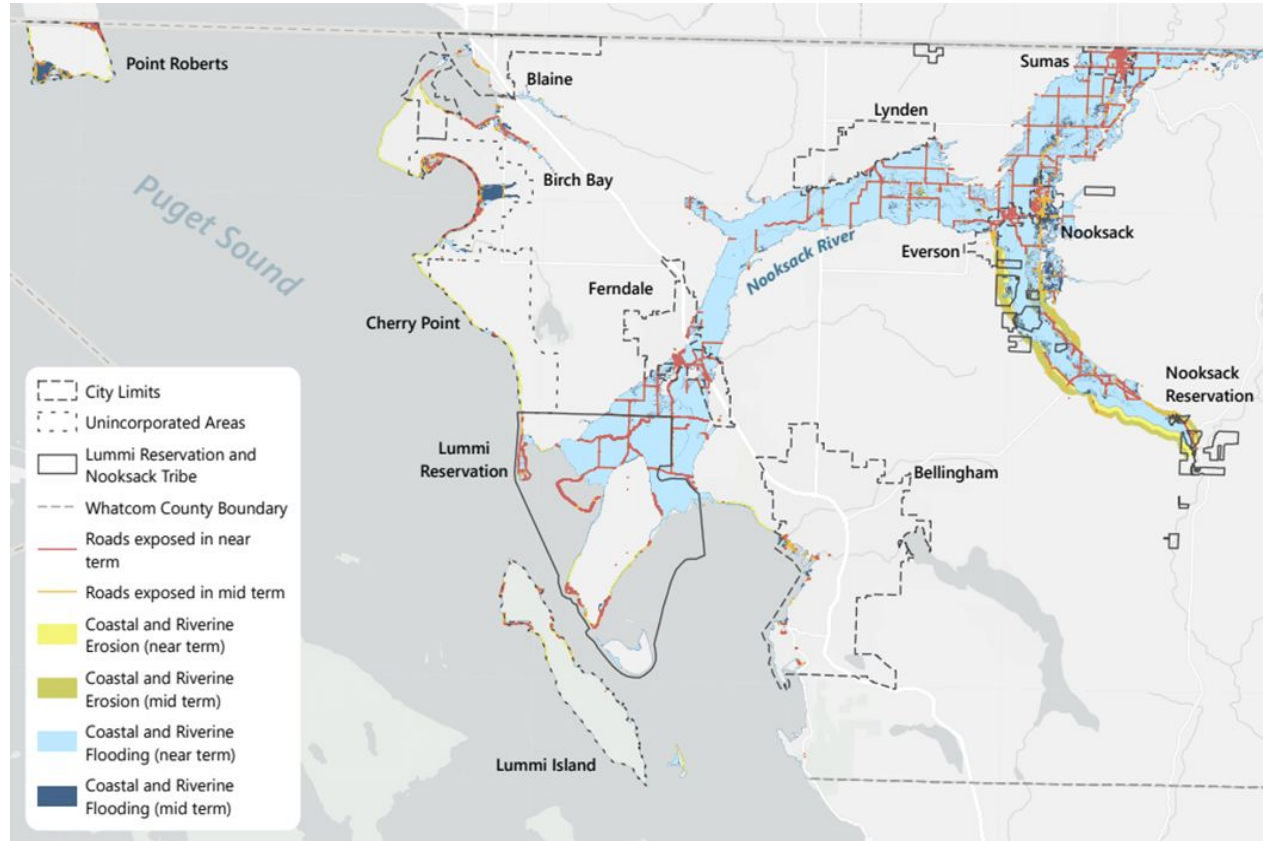 Point Roberts
Blaine
Sumas
Lynden
Birch Bay
Puget Sound
Nooksack
Nooksack River
Everson
Ferndale
Cherry Point
Nooksack
Reservation
Lummi
Reservation
Bellingham
Lummi Island
City Limits
Unincorporated Areas
Lummi Reservation and
Nooksack Tribe
Whatcom County Boundary
Roads exposed in near
term
Roads exposed in mid term
Coastal and Riverine
Erosion (near term)
Coastal and Riverine
Erosion (mid term)
Coastal and Riverine
Flooding (near term)
Coastal and Riverine
Flooding (mid term)